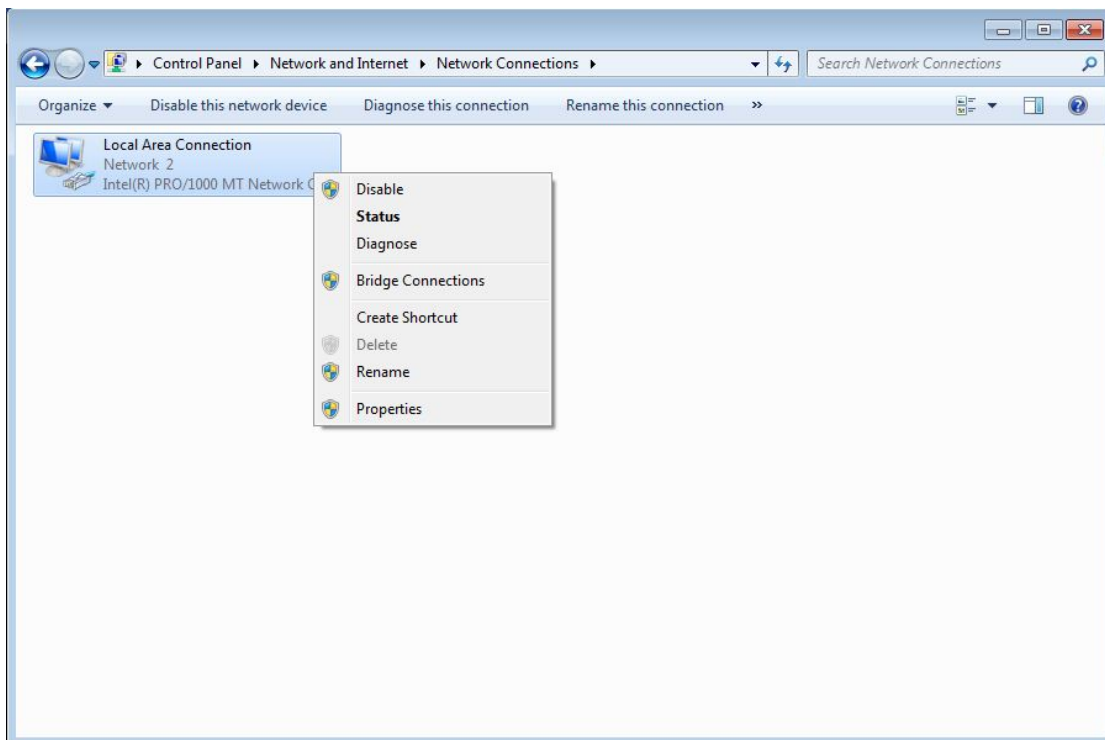 Control Panel Network and Internet Network Connections
Search Network Connections
Organize Disable this network device Diagnose this connection Rename this connection »
Local Area Connection
Network 2
Intel(R) PRO/1000 MT Network
Disable
Status
Diagnose
Bridge Connections
Create Shortcut
Delete
Rename
Properties